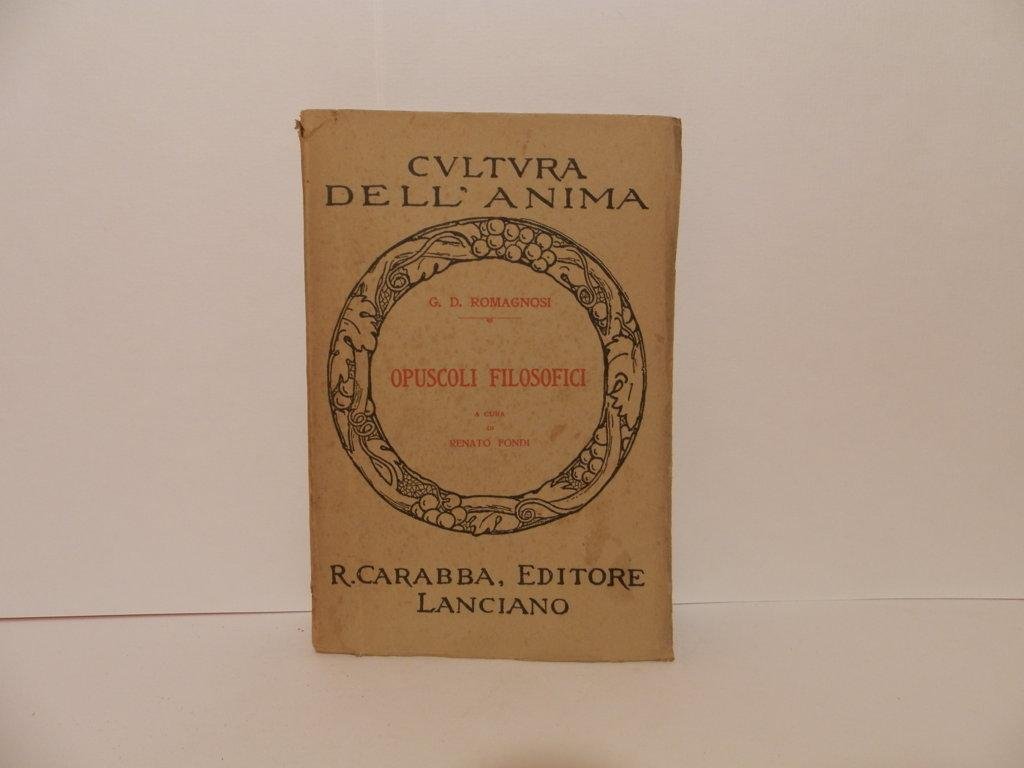 CVLTVRA
DELL' ANIMA
G. D. ROMAGNOSI
OPUSCOLI FILOSOFICI
A CURA
DI
RENATO FONDI
R. CARABBA, EDITORE
LANCIANO